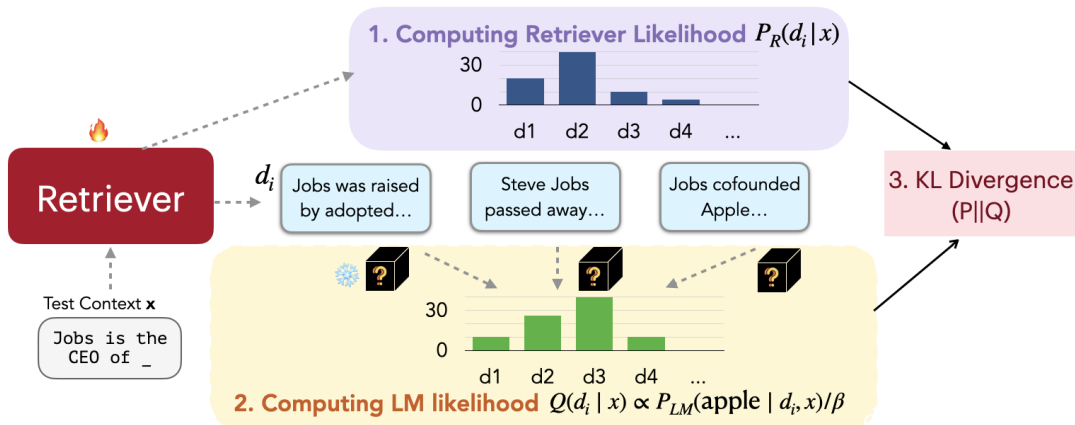 1. Computing Retriever Likelihood P_R(d_i|x)
30
0
d1 d2 d3 d4 ...
Retriever
d_i
Jobs was raised
by adopted...
Steve Jobs
passed away...
Jobs cofounded
Apple...
3. KL Divergence
(P||Q)
Test Context x
Jobs is the
CEO of _
? ? ?
30
0
d1 d2 d3 d4 ...
2. Computing LM likelihood Q(d_i | x) ∝ P_LM(apple | d_i, x)/β